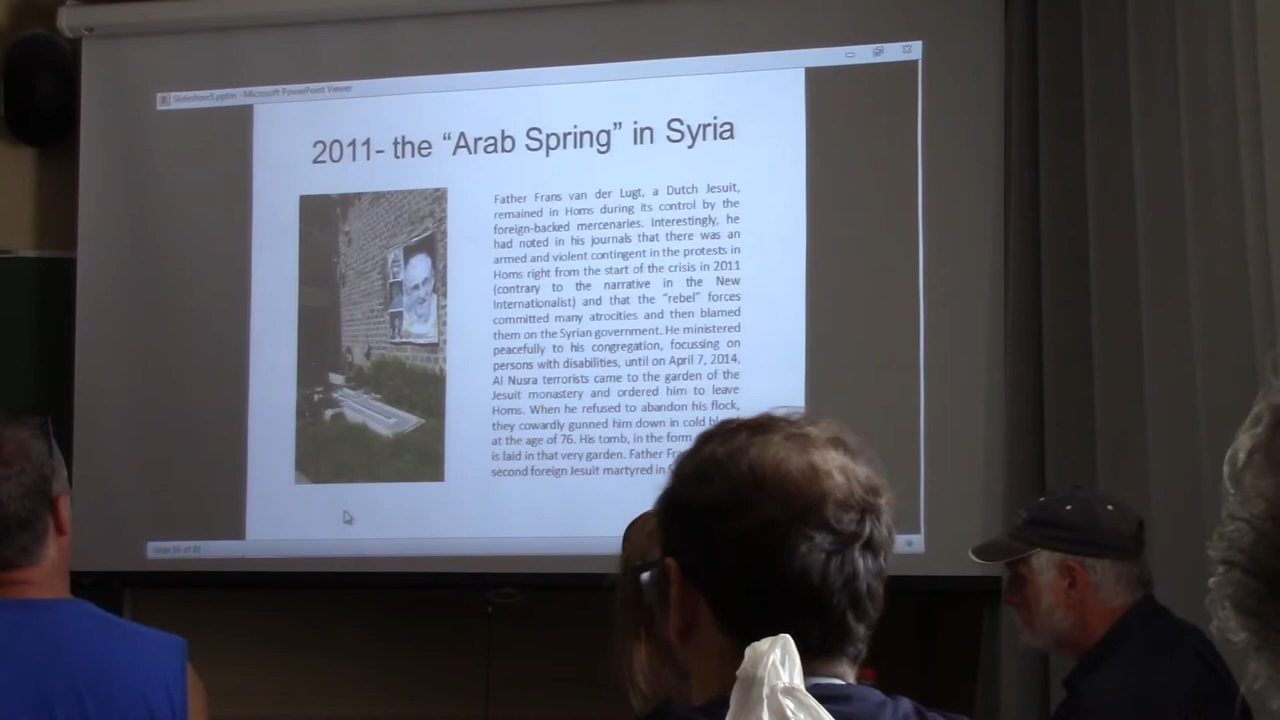 Slideshow5.pptm - Microsoft PowerPoint Viewer
2011- the “Arab Spring” in Syria
Father Frans van der Lugt, a Dutch Jesuit,
remained in Homs during its control by the
foreign-backed mercenaries. Interestingly, he
had noted in his journals that there was an
armed and violent contingent in the protests in
Homs right from the start of the crisis in 2011
(contrary to the narrative in the New
Internationalist) and that the “rebel” forces
committed many atrocities and then blamed
them on the Syrian government. He ministered
peacefully to his congregation, focussing on
persons with disabilities, until on April 7, 2014,
Al Nusra terrorists came to the garden of the
Jesuit monastery and ordered him to leave
Homs. When he refused to abandon his flock,
they cowardly gunned him down in cold
at the age of 76. His tomb, in the form
is laid in that very garden. Father
second foreign Jesuit martyred in